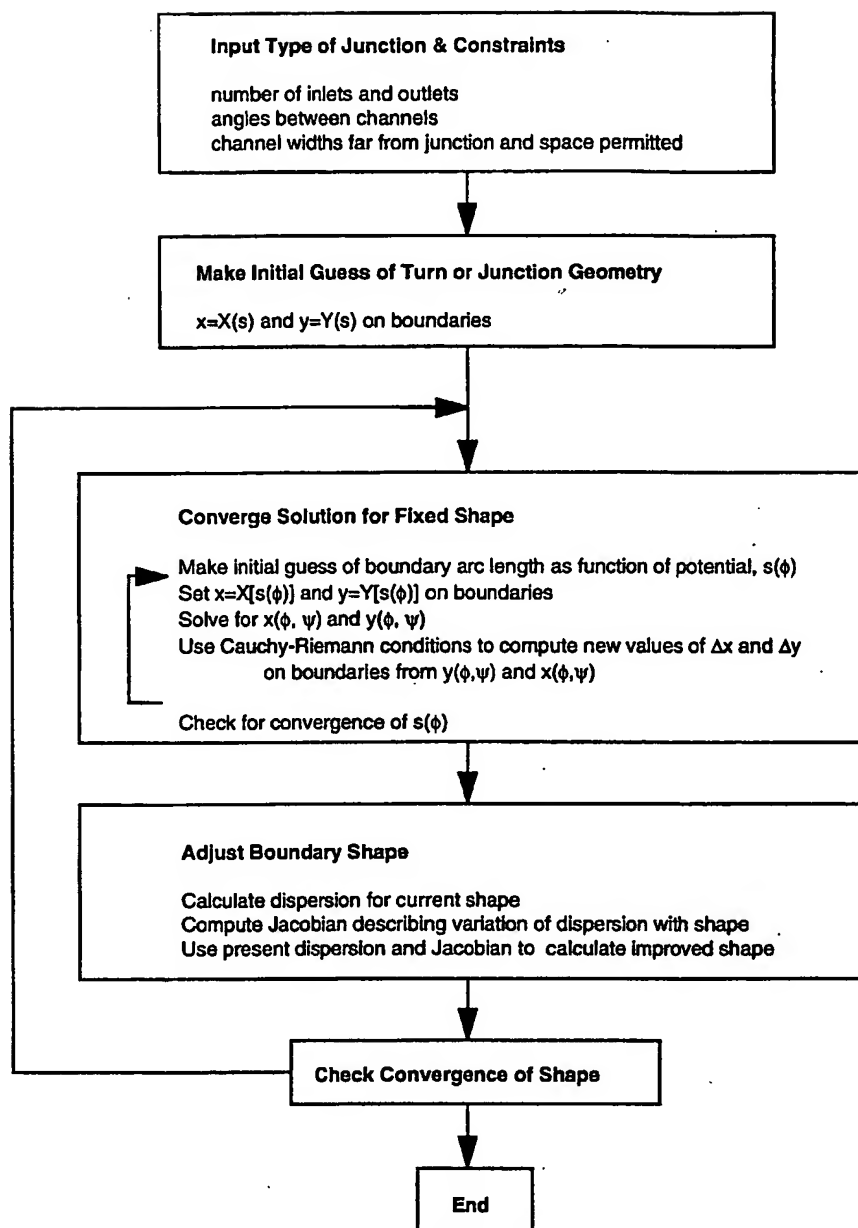 Input Type of Junction & Constraints
number of inlets and outlets
angles between channels
channel widths far from junction and space permitted
Make Initial Guess of Turn or Junction Geometry
x=X(s) and y=Y(s) on boundaries
Converge Solution for Fixed Shape
Make initial guess of boundary arc length as function of potential, s(ϕ)
Set x=X[s(ϕ)] and y=Y[s(ϕ)] on boundaries
Solve for x(ϕ, ψ) and y(ϕ, ψ)
Use Cauchy-Riemann conditions to compute new values of Δx and Δy
on boundaries from y(ϕ,ψ) and x(ϕ,ψ)
Check for convergence of s(ϕ)
Adjust Boundary Shape
Calculate dispersion for current shape
Compute Jacobian describing variation of dispersion with shape
Use present dispersion and Jacobian to calculate improved shape
Check Convergence of Shape
End